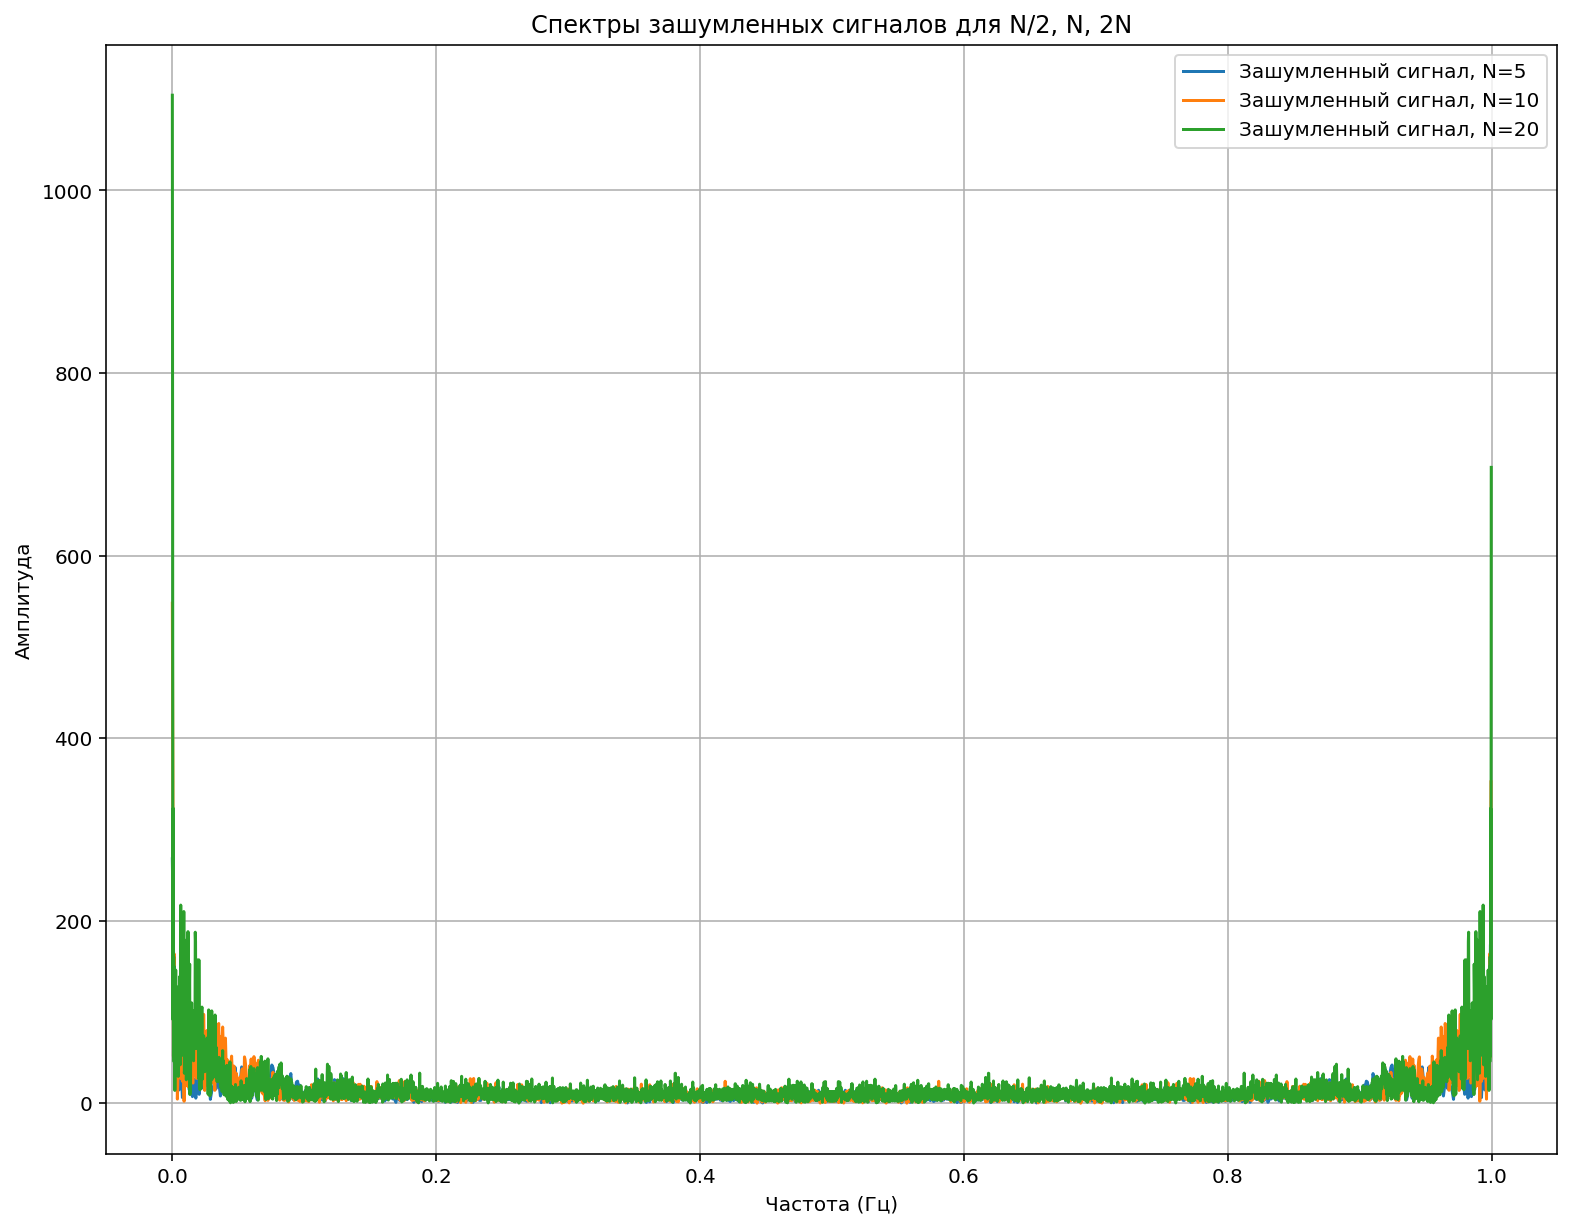 Спектры зашумленных сигналов для N/2, N, 2N
Зашумленный сигнал, N=5
Зашумленный сигнал, N=10
Зашумленный сигнал, N=20
1000
800
600
400
200
0
Амплитуда
0.0 0.2 0.4 0.6 0.8 1.0
Частота (Гц)